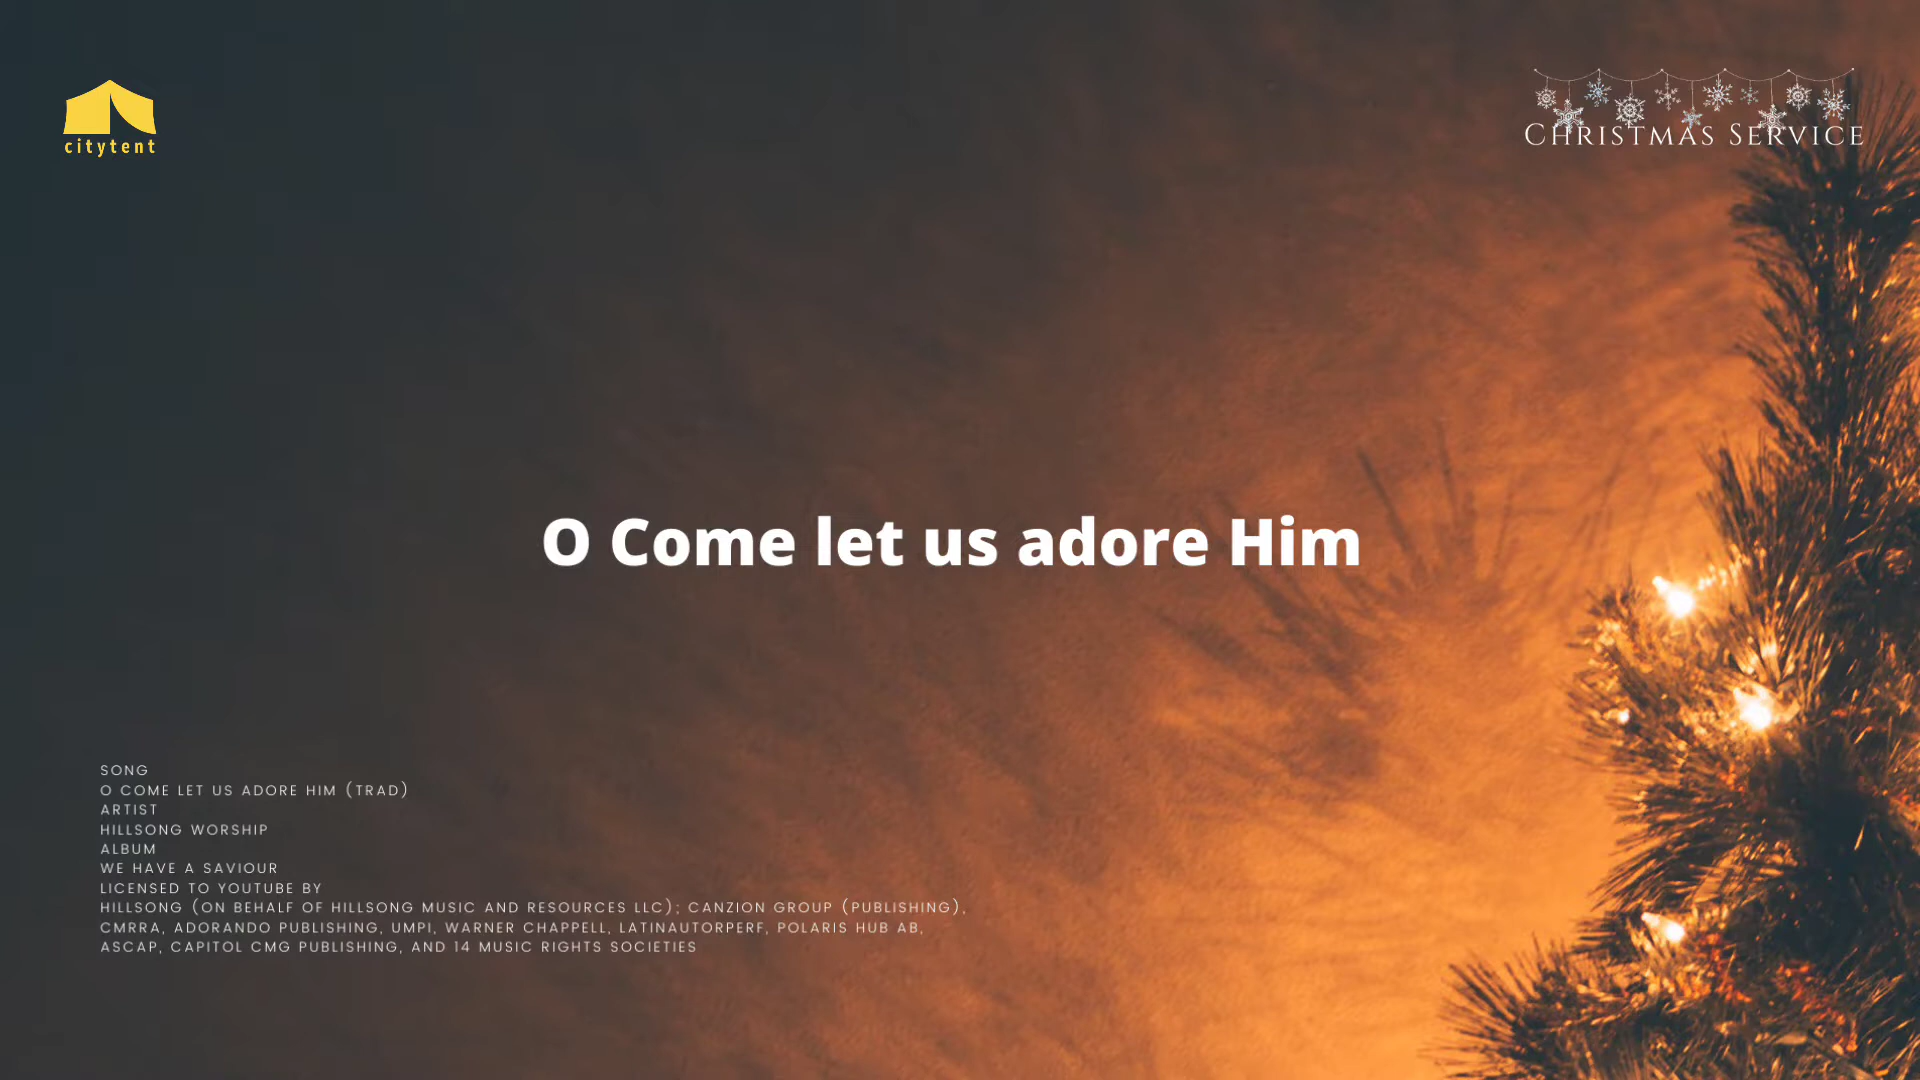 citytent
CHRISTMAS SERVICE
O Come let us adore Him
SONG
O COME LET US ADORE HIM (TRAD)
ARTIST
HILLSONG WORSHIP
ALBUM
WE HAVE A SAVIOUR
LICENSED TO YOUTUBE BY
HILLSONG (ON BEHALF OF HILLSONG MUSIC AND RESOURCES LLC); CANZION GROUP (PUBLISHING),
CMRRA, ADORANDO PUBLISHING, UMPI, WARNER CHAPPELL, LATINAUTORPERF, POLARIS HUB AB,
ASCAP, CAPITOL CMG PUBLISHING, AND 14 MUSIC RIGHTS SOCIETIES